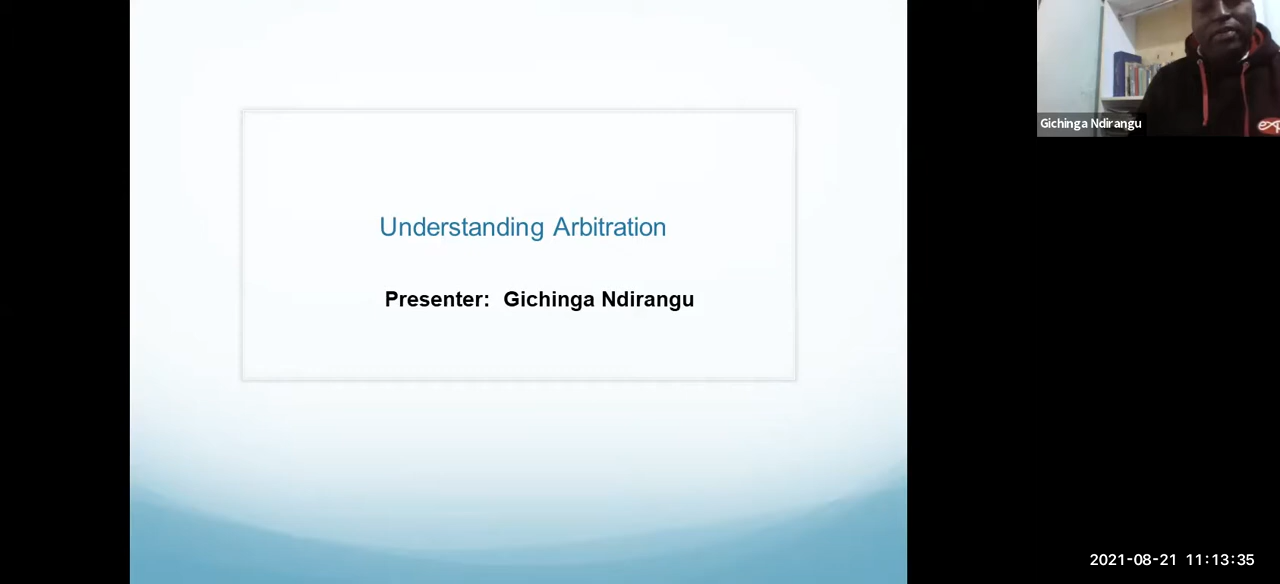 Understanding Arbitration
Presenter: Gichinga Ndirangu
Gichinga Ndirangu
2021-08-21 11:13:35